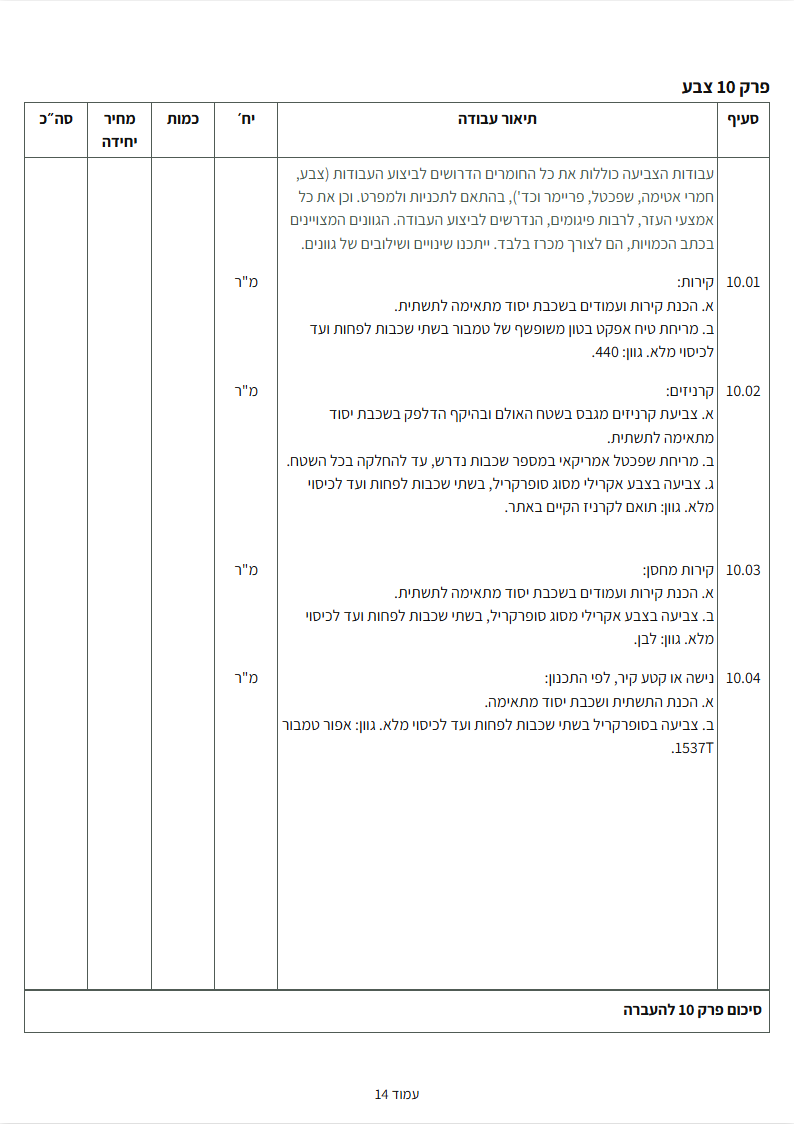 פרק 10 צבע
סעיף תיאור עבודה יח׳ כמות מחיר יחידה סה״כ
עבודות הצביעה כוללות את כל החומרים הדרושים לביצוע העבודות (צבע,
חמרי אטימה, שפכטל, פריימר וכד'), בהתאם לתכניות ולמפרט. וכן את כל
אמצעי העזר, לרבות פיגומים, הנדרשים לביצוע העבודה. הגוונים המצויינים
בכתב הכמויות, הם לצורך מכרז בלבד. ייתכנו שינויים ושילובים של גוונים.
10.01 קירות: מ"ר
א. הכנת קירות ועמודים בשכבת יסוד מתאימה לתשתית.
ב. מריחת טיח אפקט בטון משופשף של טמבור בשתי שכבות לפחות ועד
לכיסוי מלא. גוון: 440.
10.02 קרניזים: מ"ר
א. צביעת קרניזים מגבס בשטח האולם ובהיקף הדלפק בשכבת יסוד
מתאימה לתשתית.
ב. מריחת שפכטל אמריקאי במספר שכבות נדרש, עד להחלקה בכל השטח.
ג. צביעה בצבע אקרילי מסוג סופרקריל, בשתי שכבות לפחות ועד לכיסוי
מלא. גוון: תואם לקרניז הקיים באתר.
10.03 קירות מחסן: מ"ר
א. הכנת קירות ועמודים בשכבת יסוד מתאימה לתשתית.
ב. צביעה בצבע אקרילי מסוג סופרקריל, בשתי שכבות לפחות ועד לכיסוי
מלא. גוון: לבן.
10.04 נישה או קטע קיר, לפי התכנון: מ"ר
א. הכנת התשתית ושכבת יסוד מתאימה.
ב. צביעה בסופרקריל בשתי שכבות לפחות ועד לכיסוי מלא. גוון: אפור טמבור
1537T.
סיכום פרק 10 להעברה
עמוד 14